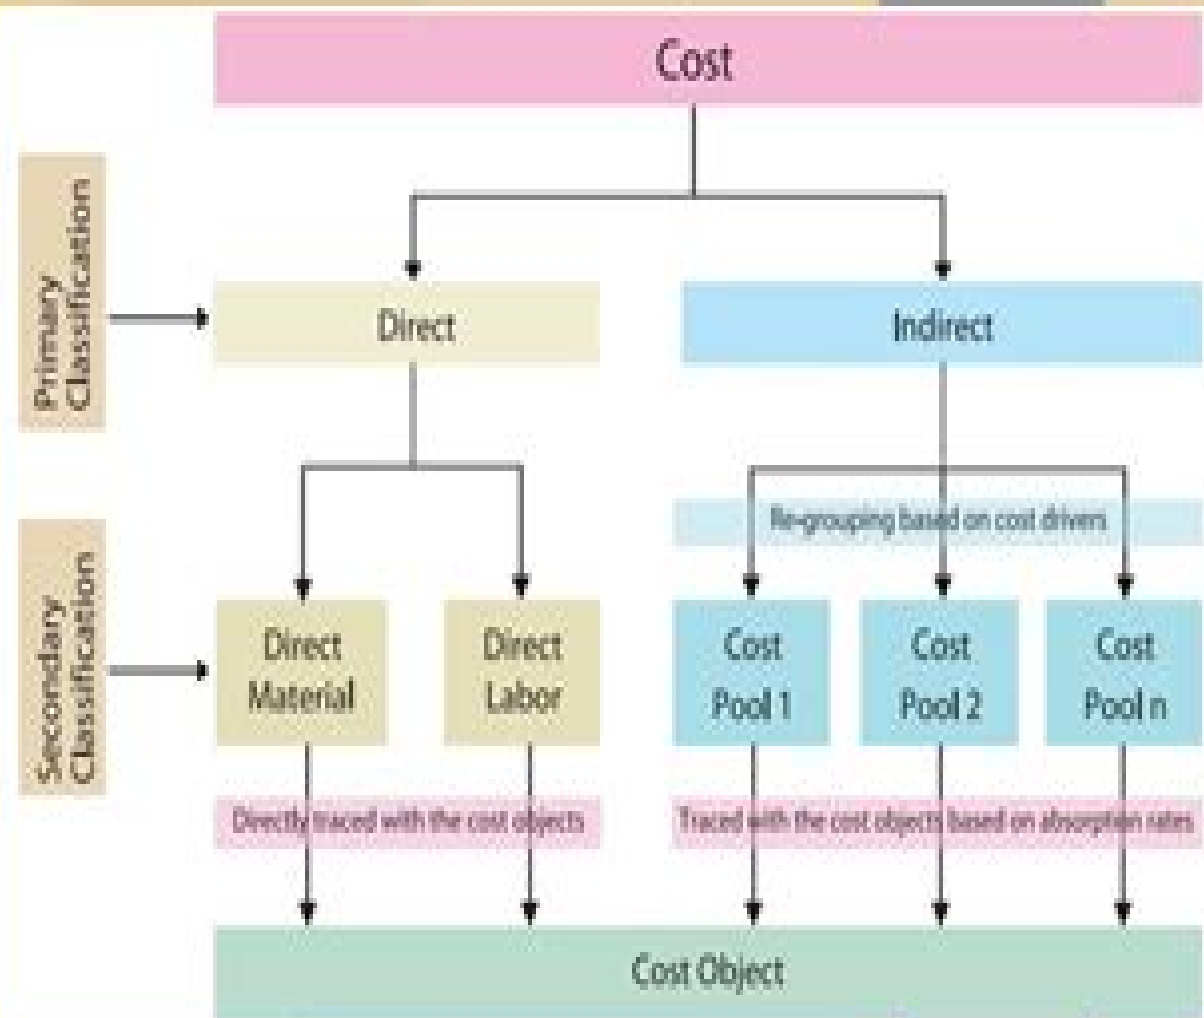 Cost
Primary
Classification
Direct
Indirect
Re-grouping based on cost drivers
Secondary
Classification
Direct
Material
Direct
Labor
Cost
Pool 1
Cost
Pool 2
Cost
Pool n
Directly traced with the cost objects
Traced with the cost objects based on absorption rates
Cost Object